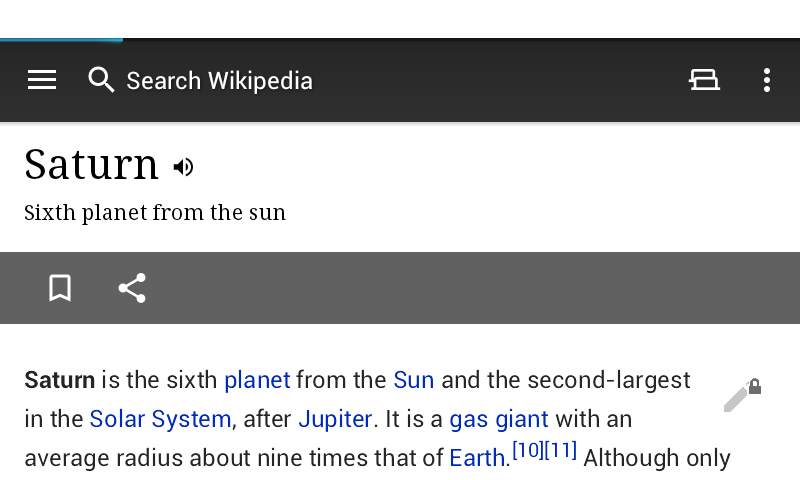 Search Wikipedia
Saturn
Sixth planet from the sun
Saturn is the sixth planet from the Sun and the second-largest
in the Solar System, after Jupiter. It is a gas giant with an
average radius about nine times that of Earth.[10][11] Although only